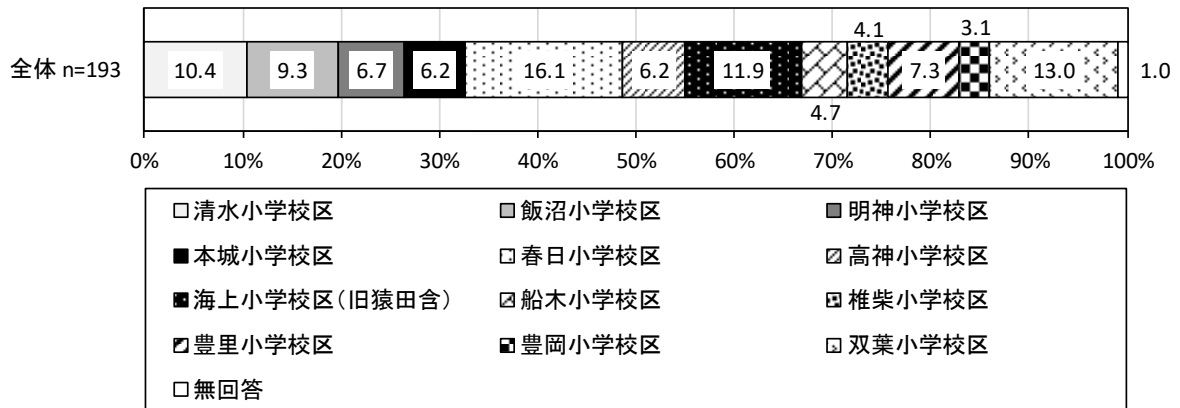 4.1 3.1
全体 n=193 10.4 9.3 6.7 6.2 16.1 6.2 11.9 7.3 13.0 1.0
4.7
0% 10% 20% 30% 40% 50% 60% 70% 80% 90% 100%
清水小学校区 飯沼小学校区 明神小学校区
本城小学校区 春日小学校区 高神小学校区
海上小学校区(旧猿田含) 船木小学校区 椎柴小学校区
豊里小学校区 豊岡小学校区 双葉小学校区
無回答